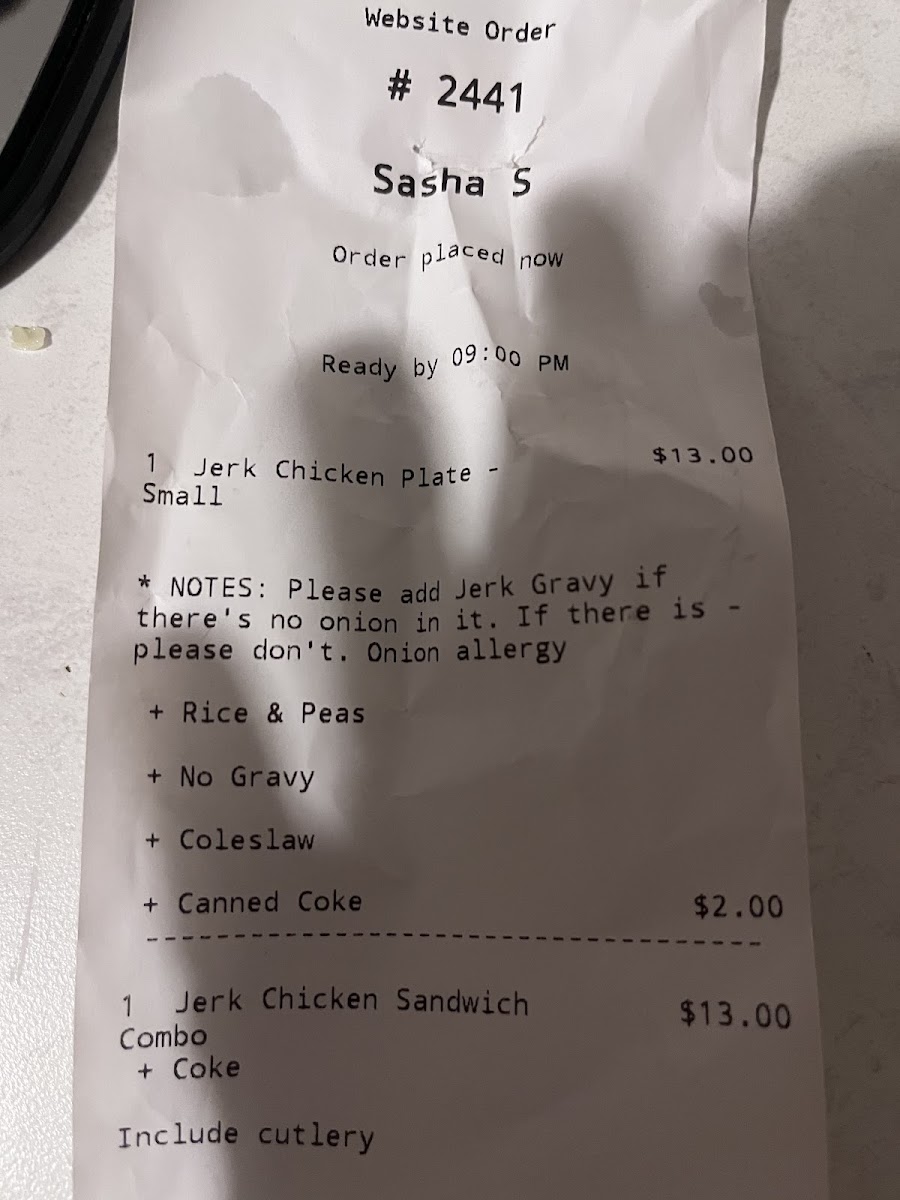 Website Order
# 2441
Sasha S
Order placed now
Ready by 09:00 PM
1 Jerk Chicken Plate - $13.00
Small
* NOTES: Please add Jerk Gravy if
there's no onion in it. If there is -
please don't. Onion allergy
+ Rice & Peas
+ No Gravy
+ Coleslaw
+ Canned Coke $2.00
------------------------------------
1 Jerk Chicken Sandwich $13.00
Combo
+ Coke
Include cutlery